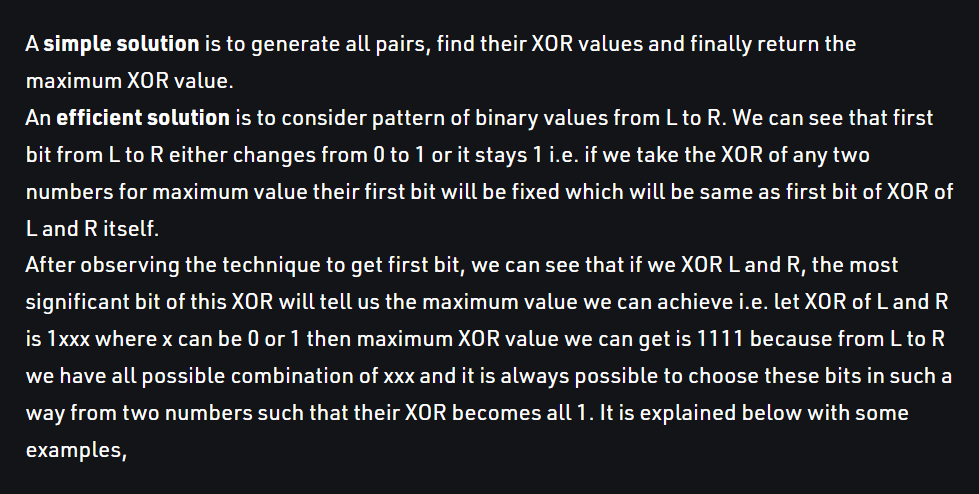 A simple solution is to generate all pairs, find their XOR values and finally return the
maximum XOR value.
An efficient solution is to consider pattern of binary values from L to R. We can see that first
bit from L to R either changes from 0 to 1 or it stays 1 i.e. if we take the XOR of any two
numbers for maximum value their first bit will be fixed which will be same as first bit of XOR of
L and R itself.
After observing the technique to get first bit, we can see that if we XOR L and R, the most
significant bit of this XOR will tell us the maximum value we can achieve i.e. let XOR of L and R
is 1xxx where x can be 0 or 1 then maximum XOR value we can get is 1111 because from L to R
we have all possible combination of xxx and it is always possible to choose these bits in such a
way from two numbers such that their XOR becomes all 1. It is explained below with some
examples,